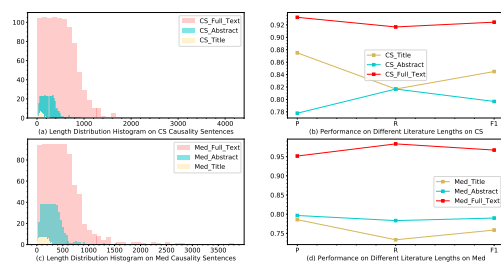 100
80
60
40
20
0
CS_Full_Text
CS_Abstract
CS_Title
0 1000 2000 3000 4000
(a) Length Distribution Histogram on CS Causality Sentences
0.92
0.90
0.88
0.86
0.84
0.82
0.80
0.78
CS_Title
CS_Abstract
CS_Full_Text
P R F1
(b) Performance on Different Literature Lengths on CS
80
60
40
20
0
Med_Full_Text
Med_Abstract
Med_Title
0 500 1000 1500 2000 2500 3000 3500
(c) Length Distribution Histogram on Med Causality Sentences
0.95
0.90
0.85
0.80
0.75
Med_Title
Med_Abstract
Med_Full_Text
P R F1
(d) Performance on Different Literature Lengths on Med